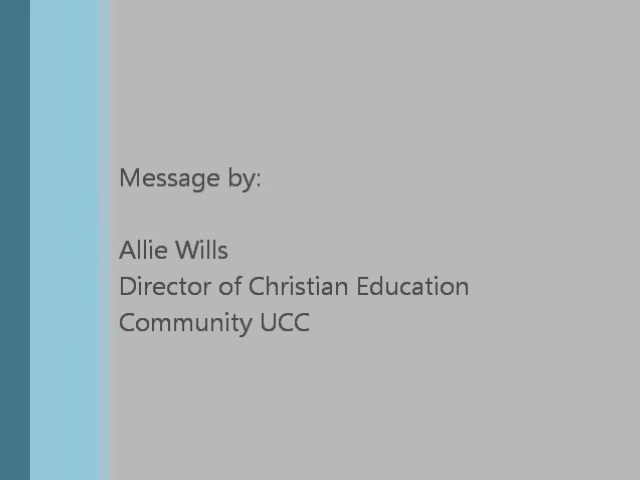 Message by:
Allie Wills
Director of Christian Education
Community UCC